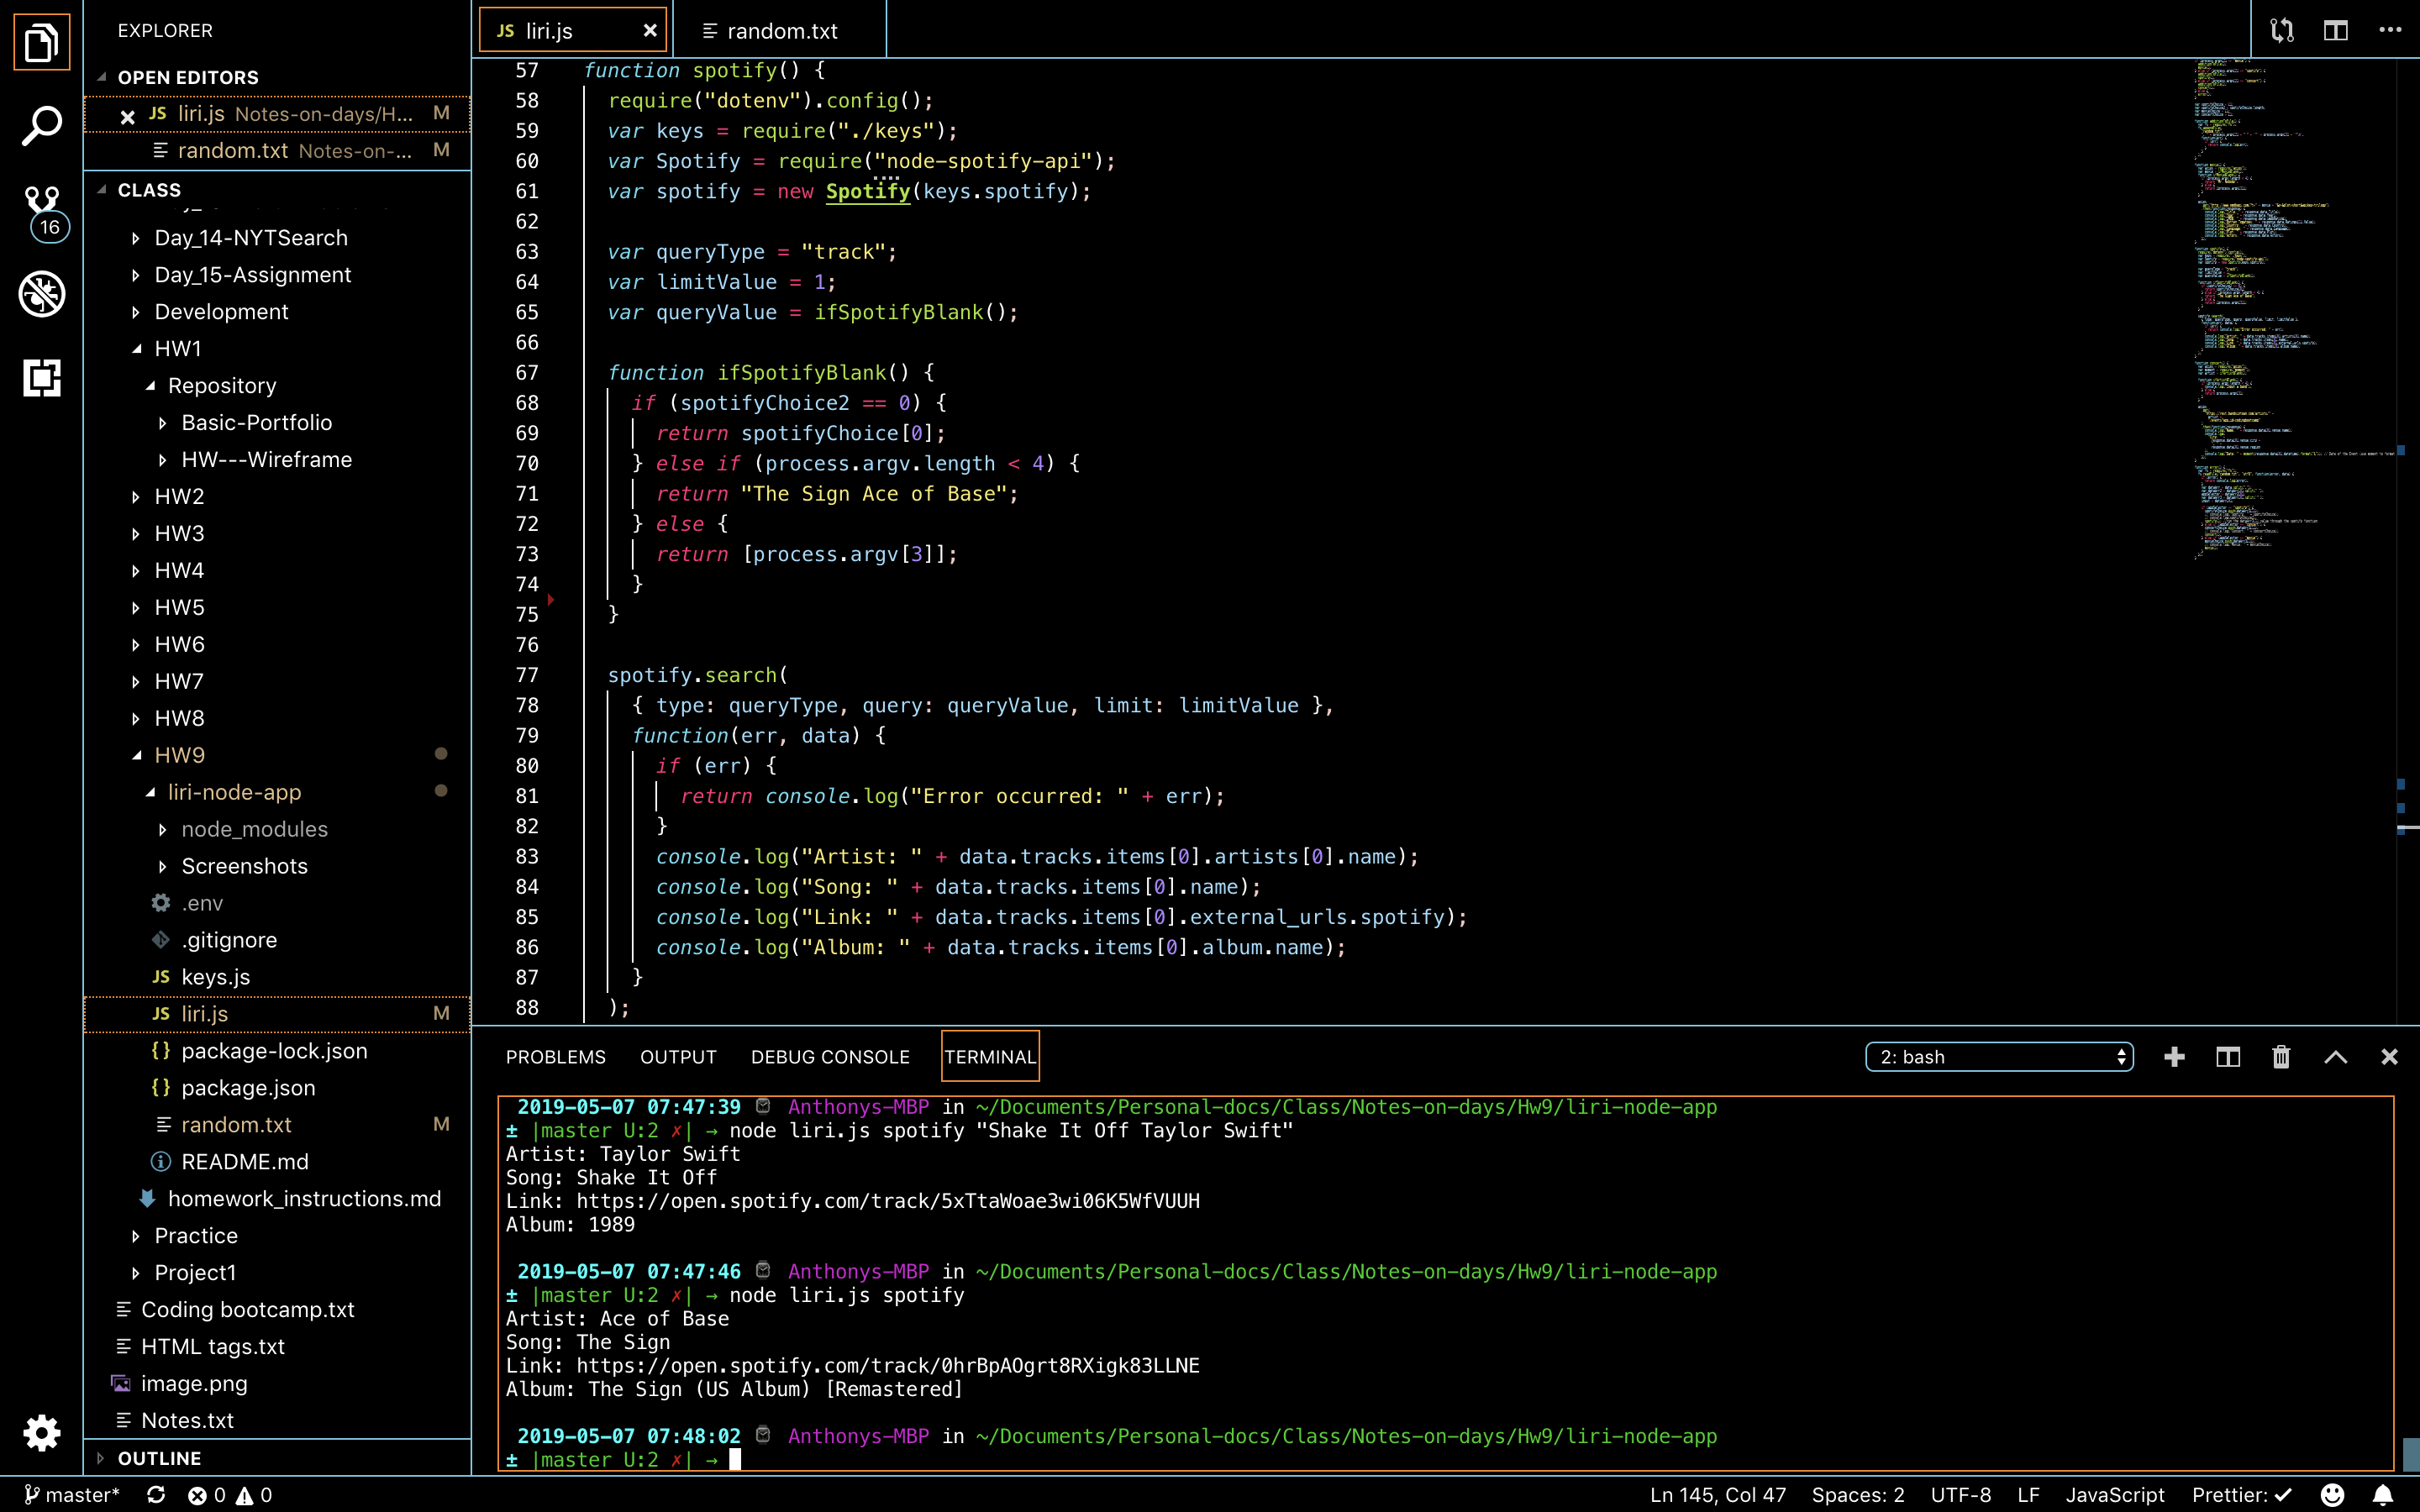 EXPLORER
OPEN EDITORS
JS liri.js Notes-on-days/H... M
random.txt Notes-on-... M
CLASS
16
Day_14-NYTSearch
Day_15-Assignment
Development
HW1
Repository
Basic-Portfolio
HW---Wireframe
HW2
HW3
HW4
HW5
HW6
HW7
HW8
HW9
liri-node-app
node_modules
Screenshots
.env
.gitignore
JS keys.js
JS liri.js M
{} package-lock.json
{} package.json
random.txt M
README.md
homework_instructions.md
Practice
Project1
Coding bootcamp.txt
HTML tags.txt
image.png
Notes.txt
OUTLINE
JS liri.js
random.txt
57 function spotify() {
58 require("dotenv").config();
59 var keys = require("./keys");
60 var Spotify = require("node-spotify-api");
61 var spotify = new Spotify(keys.spotify);
62
63 var queryType = "track";
64 var limitValue = 1;
65 var queryValue = ifSpotifyBlank();
66
67 function ifSpotifyBlank() {
68 if (spotifyChoice2 == 0) {
69 return spotifyChoice[0];
70 } else if (process.argv.length < 4) {
71 return "The Sign Ace of Base";
72 } else {
73 return [process.argv[3]];
74 }
75 }
76
77 spotify.search(
78 { type: queryType, query: queryValue, limit: limitValue },
79 function(err, data) {
80 if (err) {
81 return console.log("Error occurred: " + err);
82 }
83 console.log("Artist: " + data.tracks.items[0].artists[0].name);
84 console.log("Song: " + data.tracks.items[0].name);
85 console.log("Link: " + data.tracks.items[0].external_urls.spotify);
86 console.log("Album: " + data.tracks.items[0].album.name);
87 }
88 );
PROBLEMS OUTPUT DEBUG CONSOLE TERMINAL
2: bash
2019-05-07 07:47:39 Anthonys-MBP in ~/Documents/Personal-docs/Class/Notes-on-days/Hw9/liri-node-app
± |master U:2 ✗| → node liri.js spotify "Shake It Off Taylor Swift"
Artist: Taylor Swift
Song: Shake It Off
Link: https://open.spotify.com/track/5xTtaWoae3wi06K5WfVUUH
Album: 1989
2019-05-07 07:47:46 Anthonys-MBP in ~/Documents/Personal-docs/Class/Notes-on-days/Hw9/liri-node-app
± |master U:2 ✗| → node liri.js spotify
Artist: Ace of Base
Song: The Sign
Link: https://open.spotify.com/track/0hrBpAOgrt8RXigk83LLNE
Album: The Sign (US Album) [Remastered]
2019-05-07 07:48:02 Anthonys-MBP in ~/Documents/Personal-docs/Class/Notes-on-days/Hw9/liri-node-app
± |master U:2 ✗| →
master* 0 0 Ln 145, Col 47 Spaces: 2 UTF-8 LF JavaScript Prettier: ✓